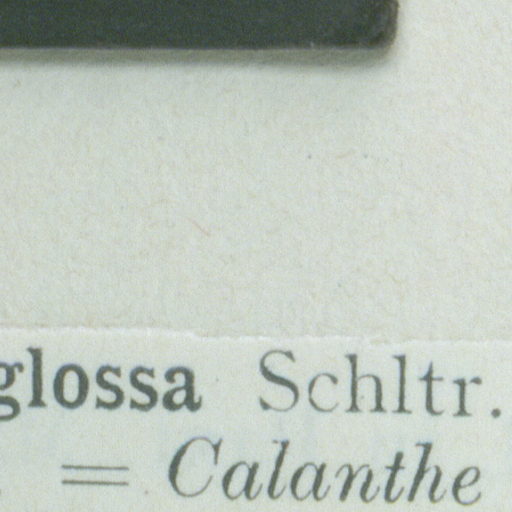 glossa Schltr.
= Calanthe